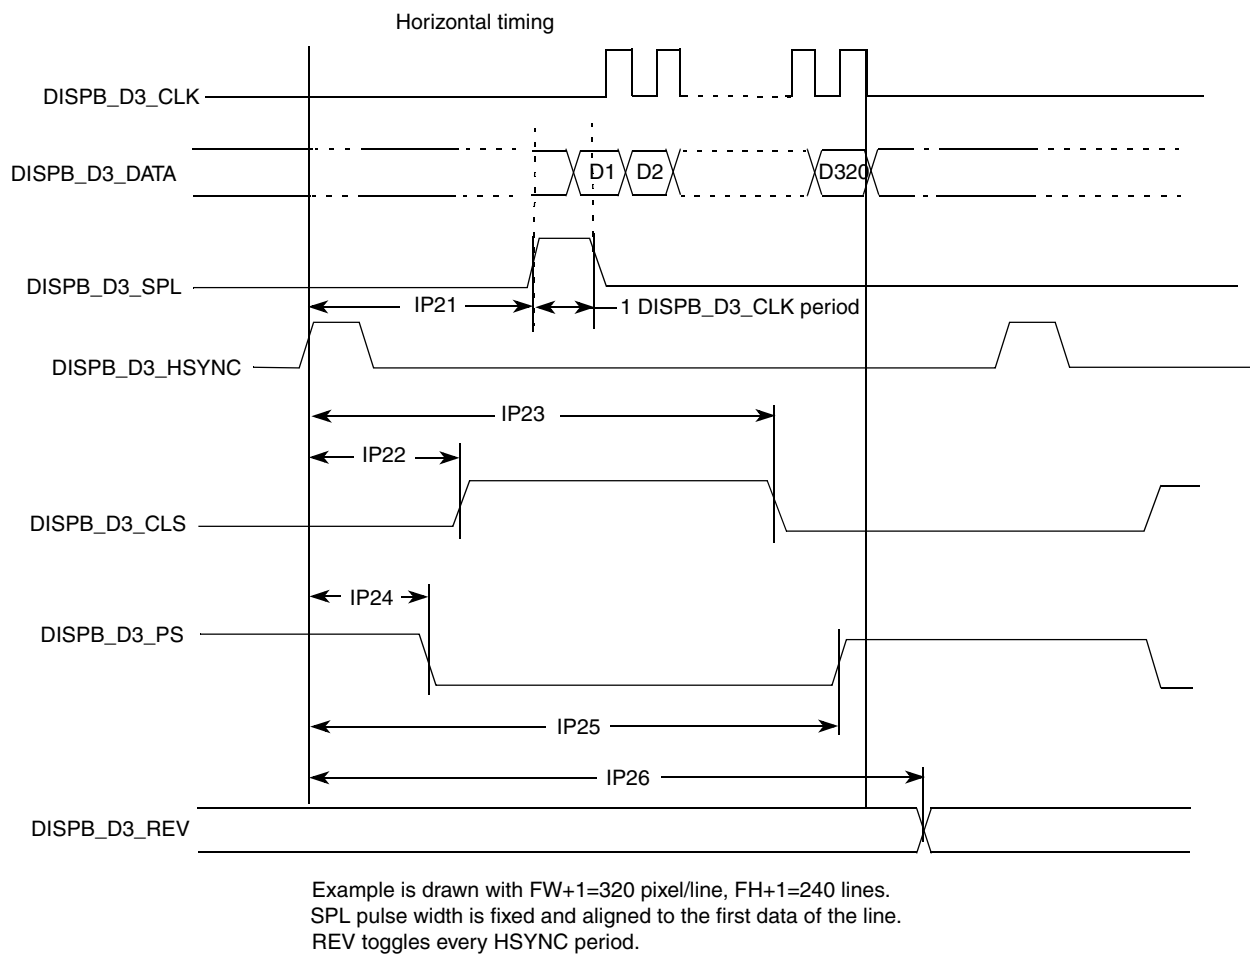 Horizontal timing
DISPB_D3_CLK
DISPB_D3_DATA
D1
D2
D320
DISPB_D3_SPL
IP21
1 DISPB_D3_CLK period
DISPB_D3_HSYNC
IP23
IP22
DISPB_D3_CLS
IP24
DISPB_D3_PS
IP25
IP26
DISPB_D3_REV
Example is drawn with FW+1=320 pixel/line, FH+1=240 lines.
SPL pulse width is fixed and aligned to the first data of the line.
REV toggles every HSYNC period.